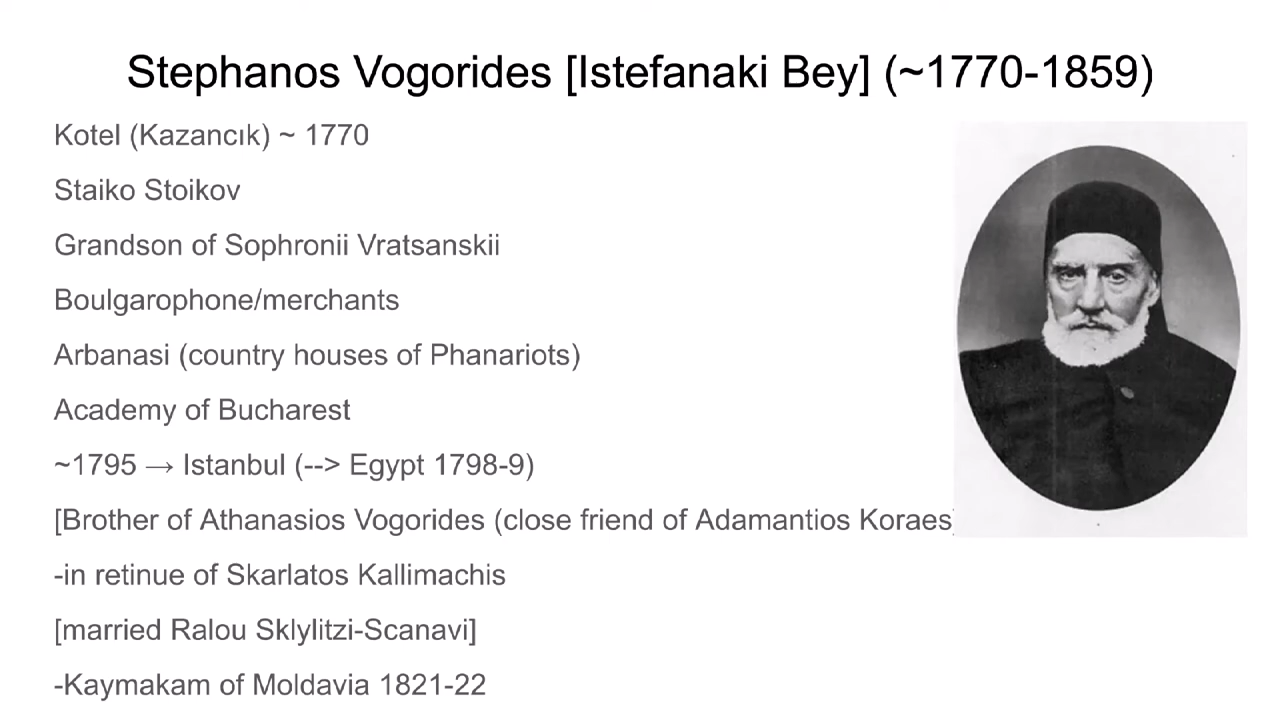 Stephanos Vogorides [Istefanaki Bey] (~1770-1859)
Kotel (Kazancık) ~ 1770
Staiko Stoikov
Grandson of Sophronii Vratsanskii
Boulgarophone/merchants
Arbanasi (country houses of Phanariots)
Academy of Bucharest
~1795 → Istanbul (--> Egypt 1798-9)
[Brother of Athanasios Vogorides (close friend of Adamantios Koraes]
-in retinue of Skarlatos Kallimachis
[married Ralou Sklylitzi-Scanavi]
-Kaymakam of Moldavia 1821-22